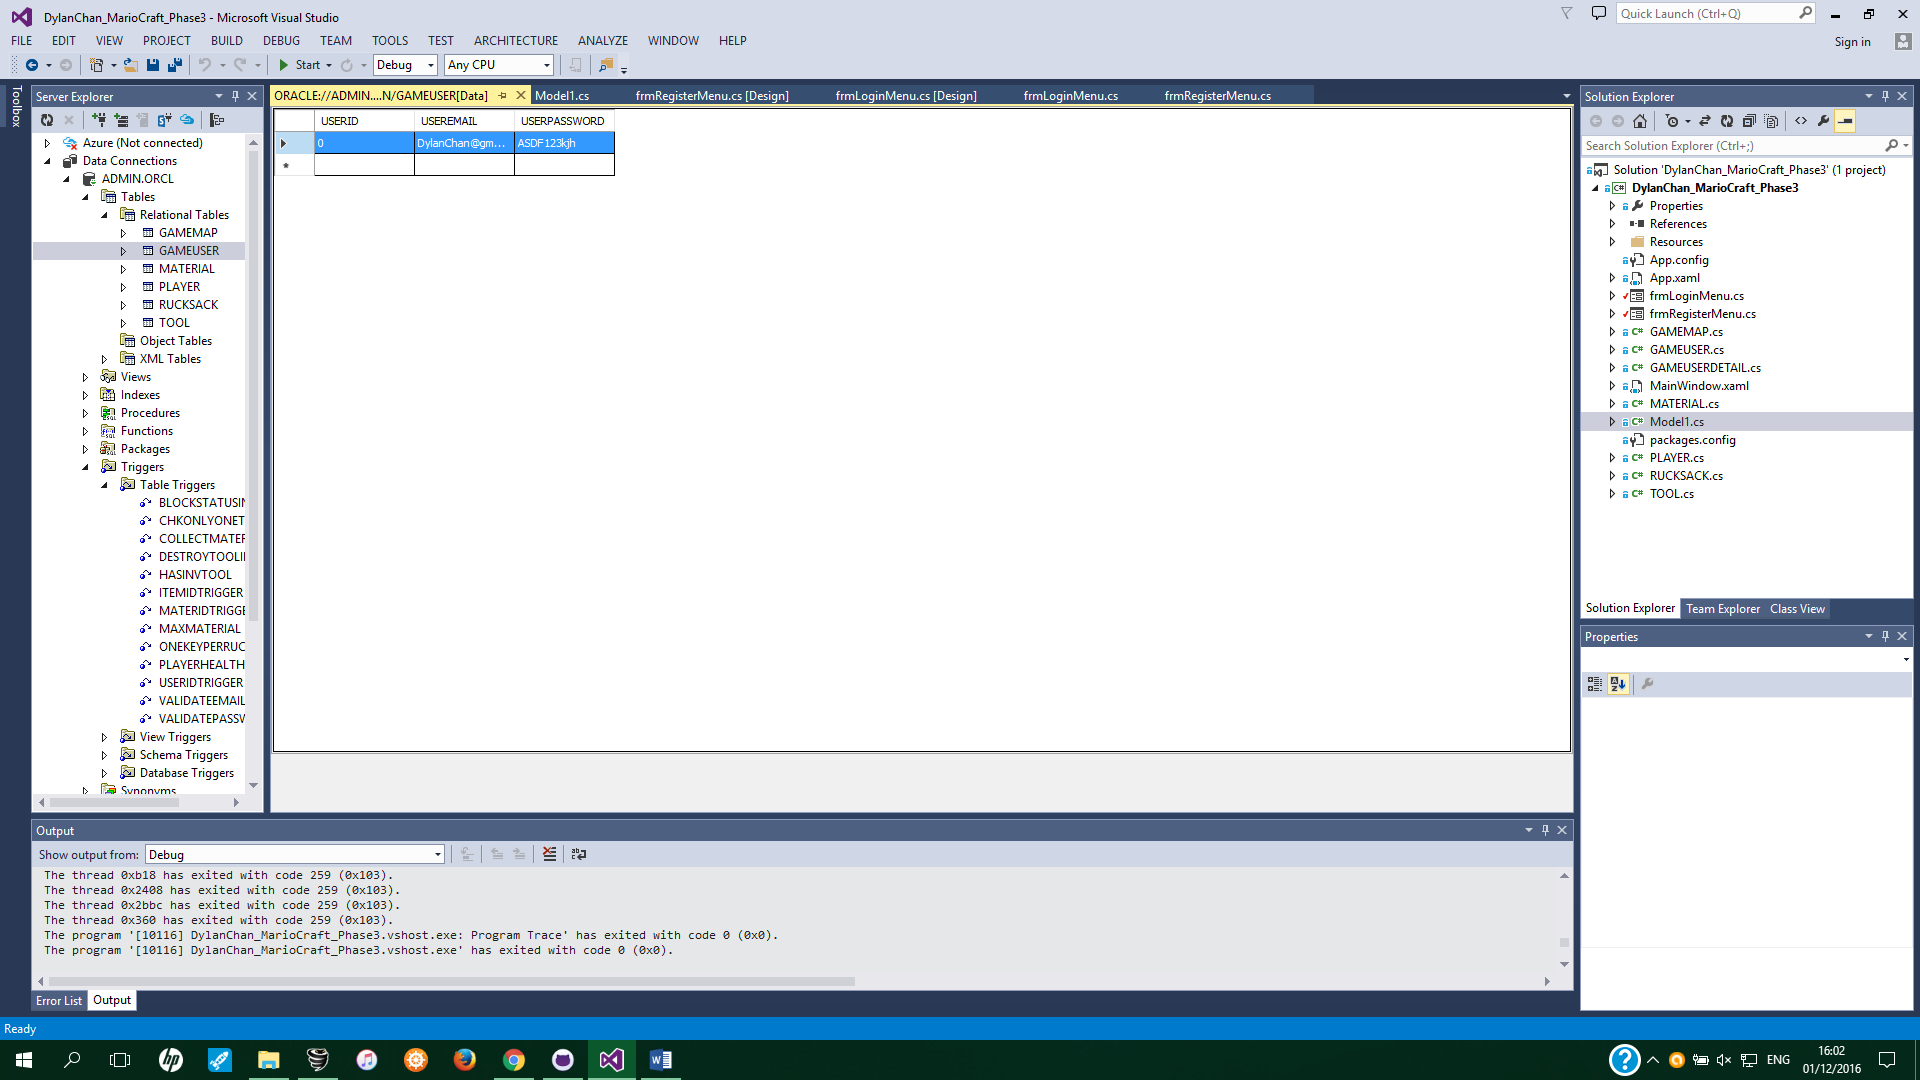 DylanChan_MarioCraft_Phase3 - Microsoft Visual Studio
Quick Launch (Ctrl+Q)
FILE EDIT VIEW PROJECT BUILD DEBUG TEAM TOOLS TEST ARCHITECTURE ANALYZE WINDOW HELP
Sign in
Start Debug Any CPU
Toolbox
Server Explorer
Azure (Not connected)
Data Connections
ADMIN.ORCL
Tables
Relational Tables
GAMEMAP
GAMEUSER
MATERIAL
PLAYER
RUCKSACK
TOOL
Object Tables
XML Tables
Views
Indexes
Procedures
Functions
Packages
Triggers
Table Triggers
BLOCKSTATUSIN
CHKONLYONET
COLLECTMATER
DESTROYTOOLI
HASINVTOOL
ITEMIDTRIGGER
MATERIDTRIGGE
MAXMATERIAL
ONEKEYPERRUC
PLAYERHEALTH
USERIDTRIGGER
VALIDATEEMAIL
VALIDATEPASSW
View Triggers
Schema Triggers
Database Triggers
Synonyms
ORACLE://ADMIN....N/GAMEUSER[Data] Model1.cs frmRegisterMenu.cs [Design] frmLoginMenu.cs [Design] frmLoginMenu.cs frmRegisterMenu.cs
USERID USEREMAIL USERPASSWORD
0 DylanChan@gm... ASDF123kjh
Solution Explorer
Search Solution Explorer (Ctrl+;)
Solution 'DylanChan_MarioCraft_Phase3' (1 project)
DylanChan_MarioCraft_Phase3
Properties
References
Resources
App.config
App.xaml
frmLoginMenu.cs
frmRegisterMenu.cs
GAMEMAP.cs
GAMEUSER.cs
GAMEUSERDETAIL.cs
MainWindow.xaml
MATERIAL.cs
Model1.cs
packages.config
PLAYER.cs
RUCKSACK.cs
TOOL.cs
Solution Explorer Team Explorer Class View
Properties
Output
Show output from: Debug
The thread 0xb18 has exited with code 259 (0x103).
The thread 0x2408 has exited with code 259 (0x103).
The thread 0x2bbc has exited with code 259 (0x103).
The thread 0x360 has exited with code 259 (0x103).
The program '[10116] DylanChan_MarioCraft_Phase3.vshost.exe: Program Trace' has exited with code 0 (0x0).
The program '[10116] DylanChan_MarioCraft_Phase3.vshost.exe' has exited with code 0 (0x0).
Error List Output
Ready
ENG
16:02
01/12/2016